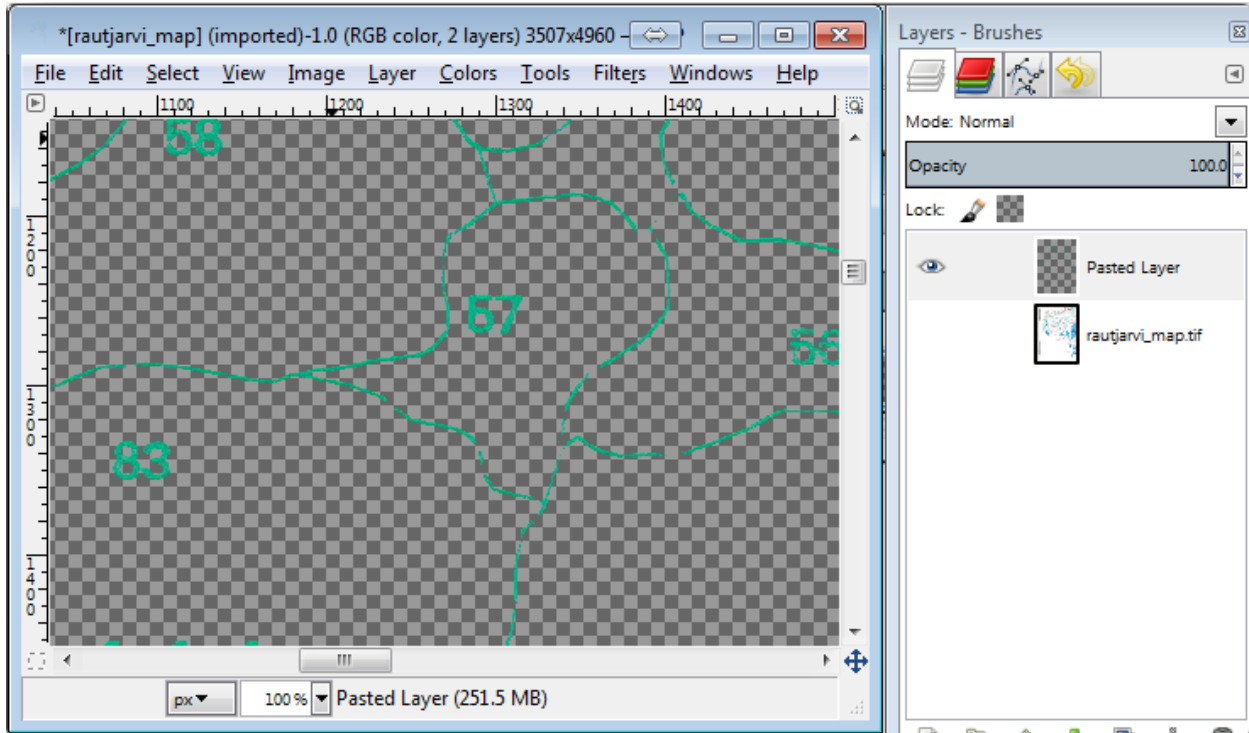 *[rautjarvi_map] (imported)-1.0 (RGB color, 2 layers) 3507x4960 –
File Edit Select View Image Layer Colors Tools Filters Windows Help
1100 1200 1300 1400
1200
1300
1400
58
57
56
83
px 100 % Pasted Layer (251.5 MB)
Layers - Brushes
Mode: Normal
Opacity 100.0
Lock:
Pasted Layer
rautjarvi_map.tif